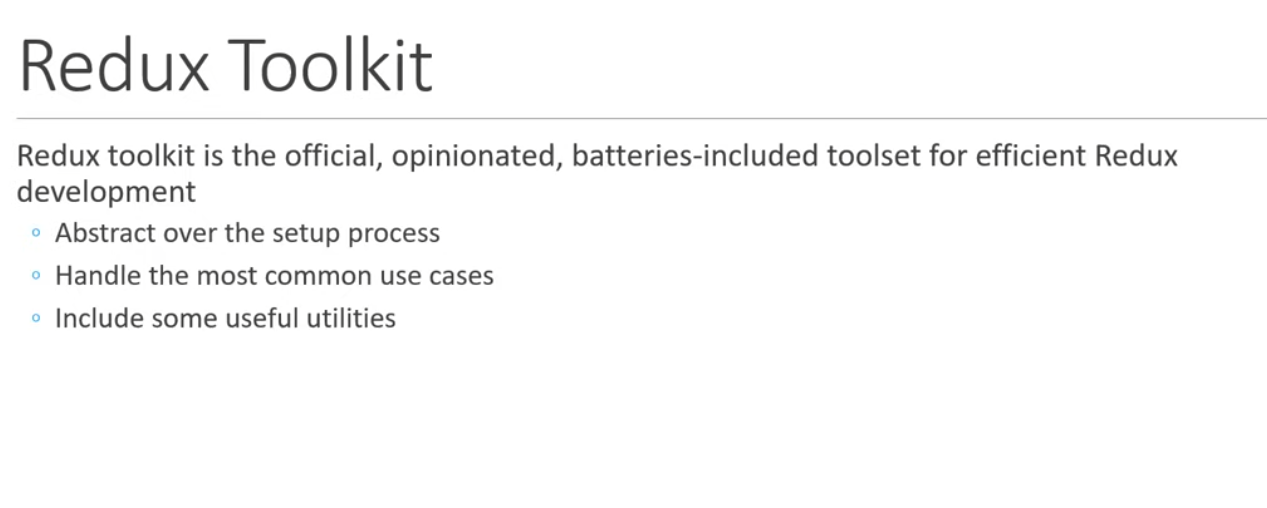 Redux Toolkit
Redux toolkit is the official, opinionated, batteries-included toolset for efficient Redux
development
◦ Abstract over the setup process
◦ Handle the most common use cases
◦ Include some useful utilities